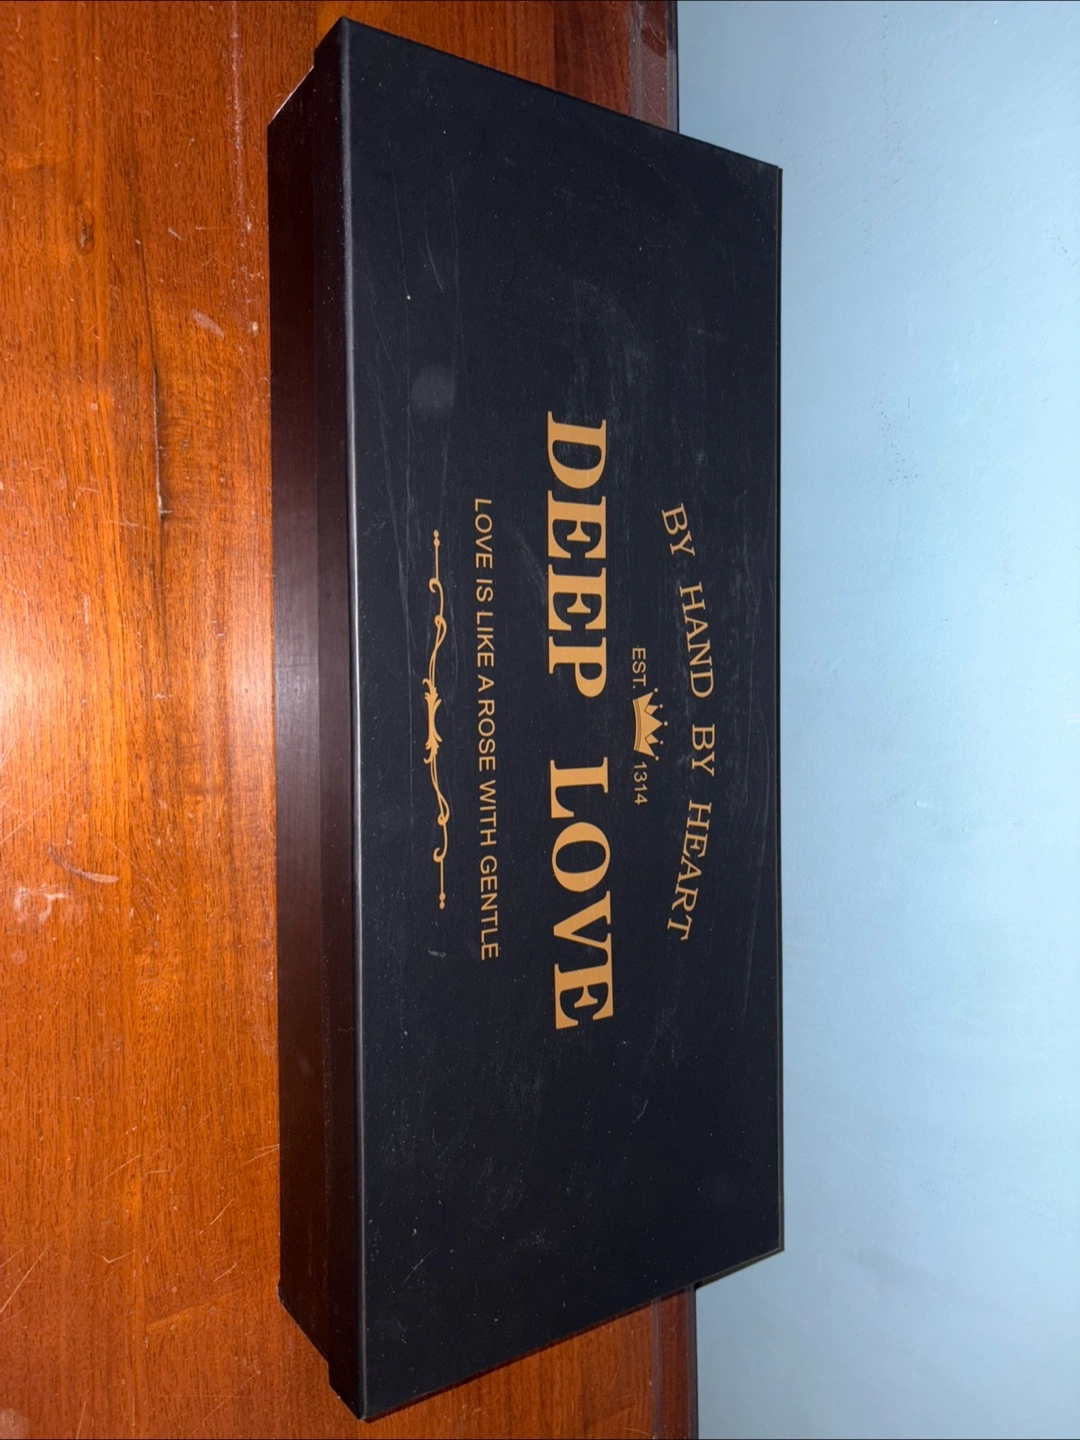 BY HAND BY HEART
EST. 1314
DEEP LOVE
LOVE IS LIKE A ROSE WITH GENTLE